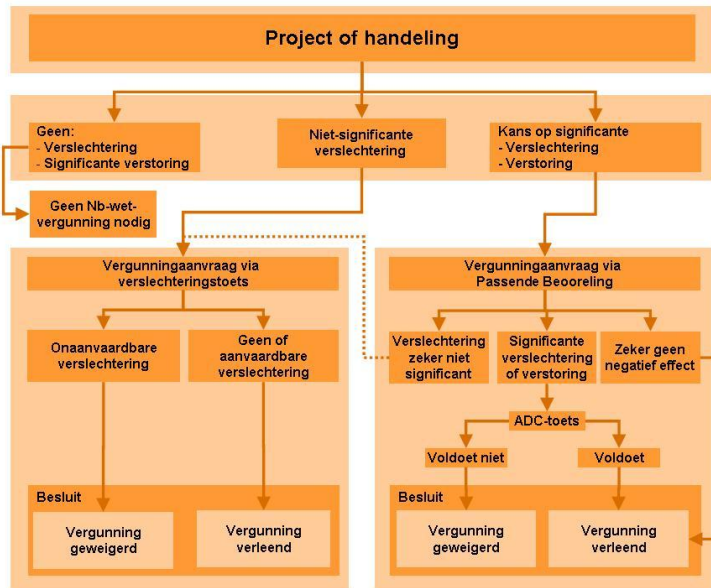 Project of handeling
Geen:
- Verslechtering
- Significante verstoring
Niet-significante
verslechtering
Kans op significante
- Verslechtering
- Verstoring
Geen Nb-wet-
vergunning nodig
Vergunningaanvraag via
verslechteringstoets
Onaanvaardbare
verslechtering
Geen of
aanvaardbare
verslechtering
Besluit
Vergunning
geweigerd
Vergunning
verleend
Vergunningaanvraag via
Passende Beooreling
Verslechtering
zeker niet
significant
Significante
verslechtering
of verstoring
Zeker geen
negatief effect
ADC-toets
Voldoet niet
Voldoet
Besluit
Vergunning
geweigerd
Vergunning
verleend